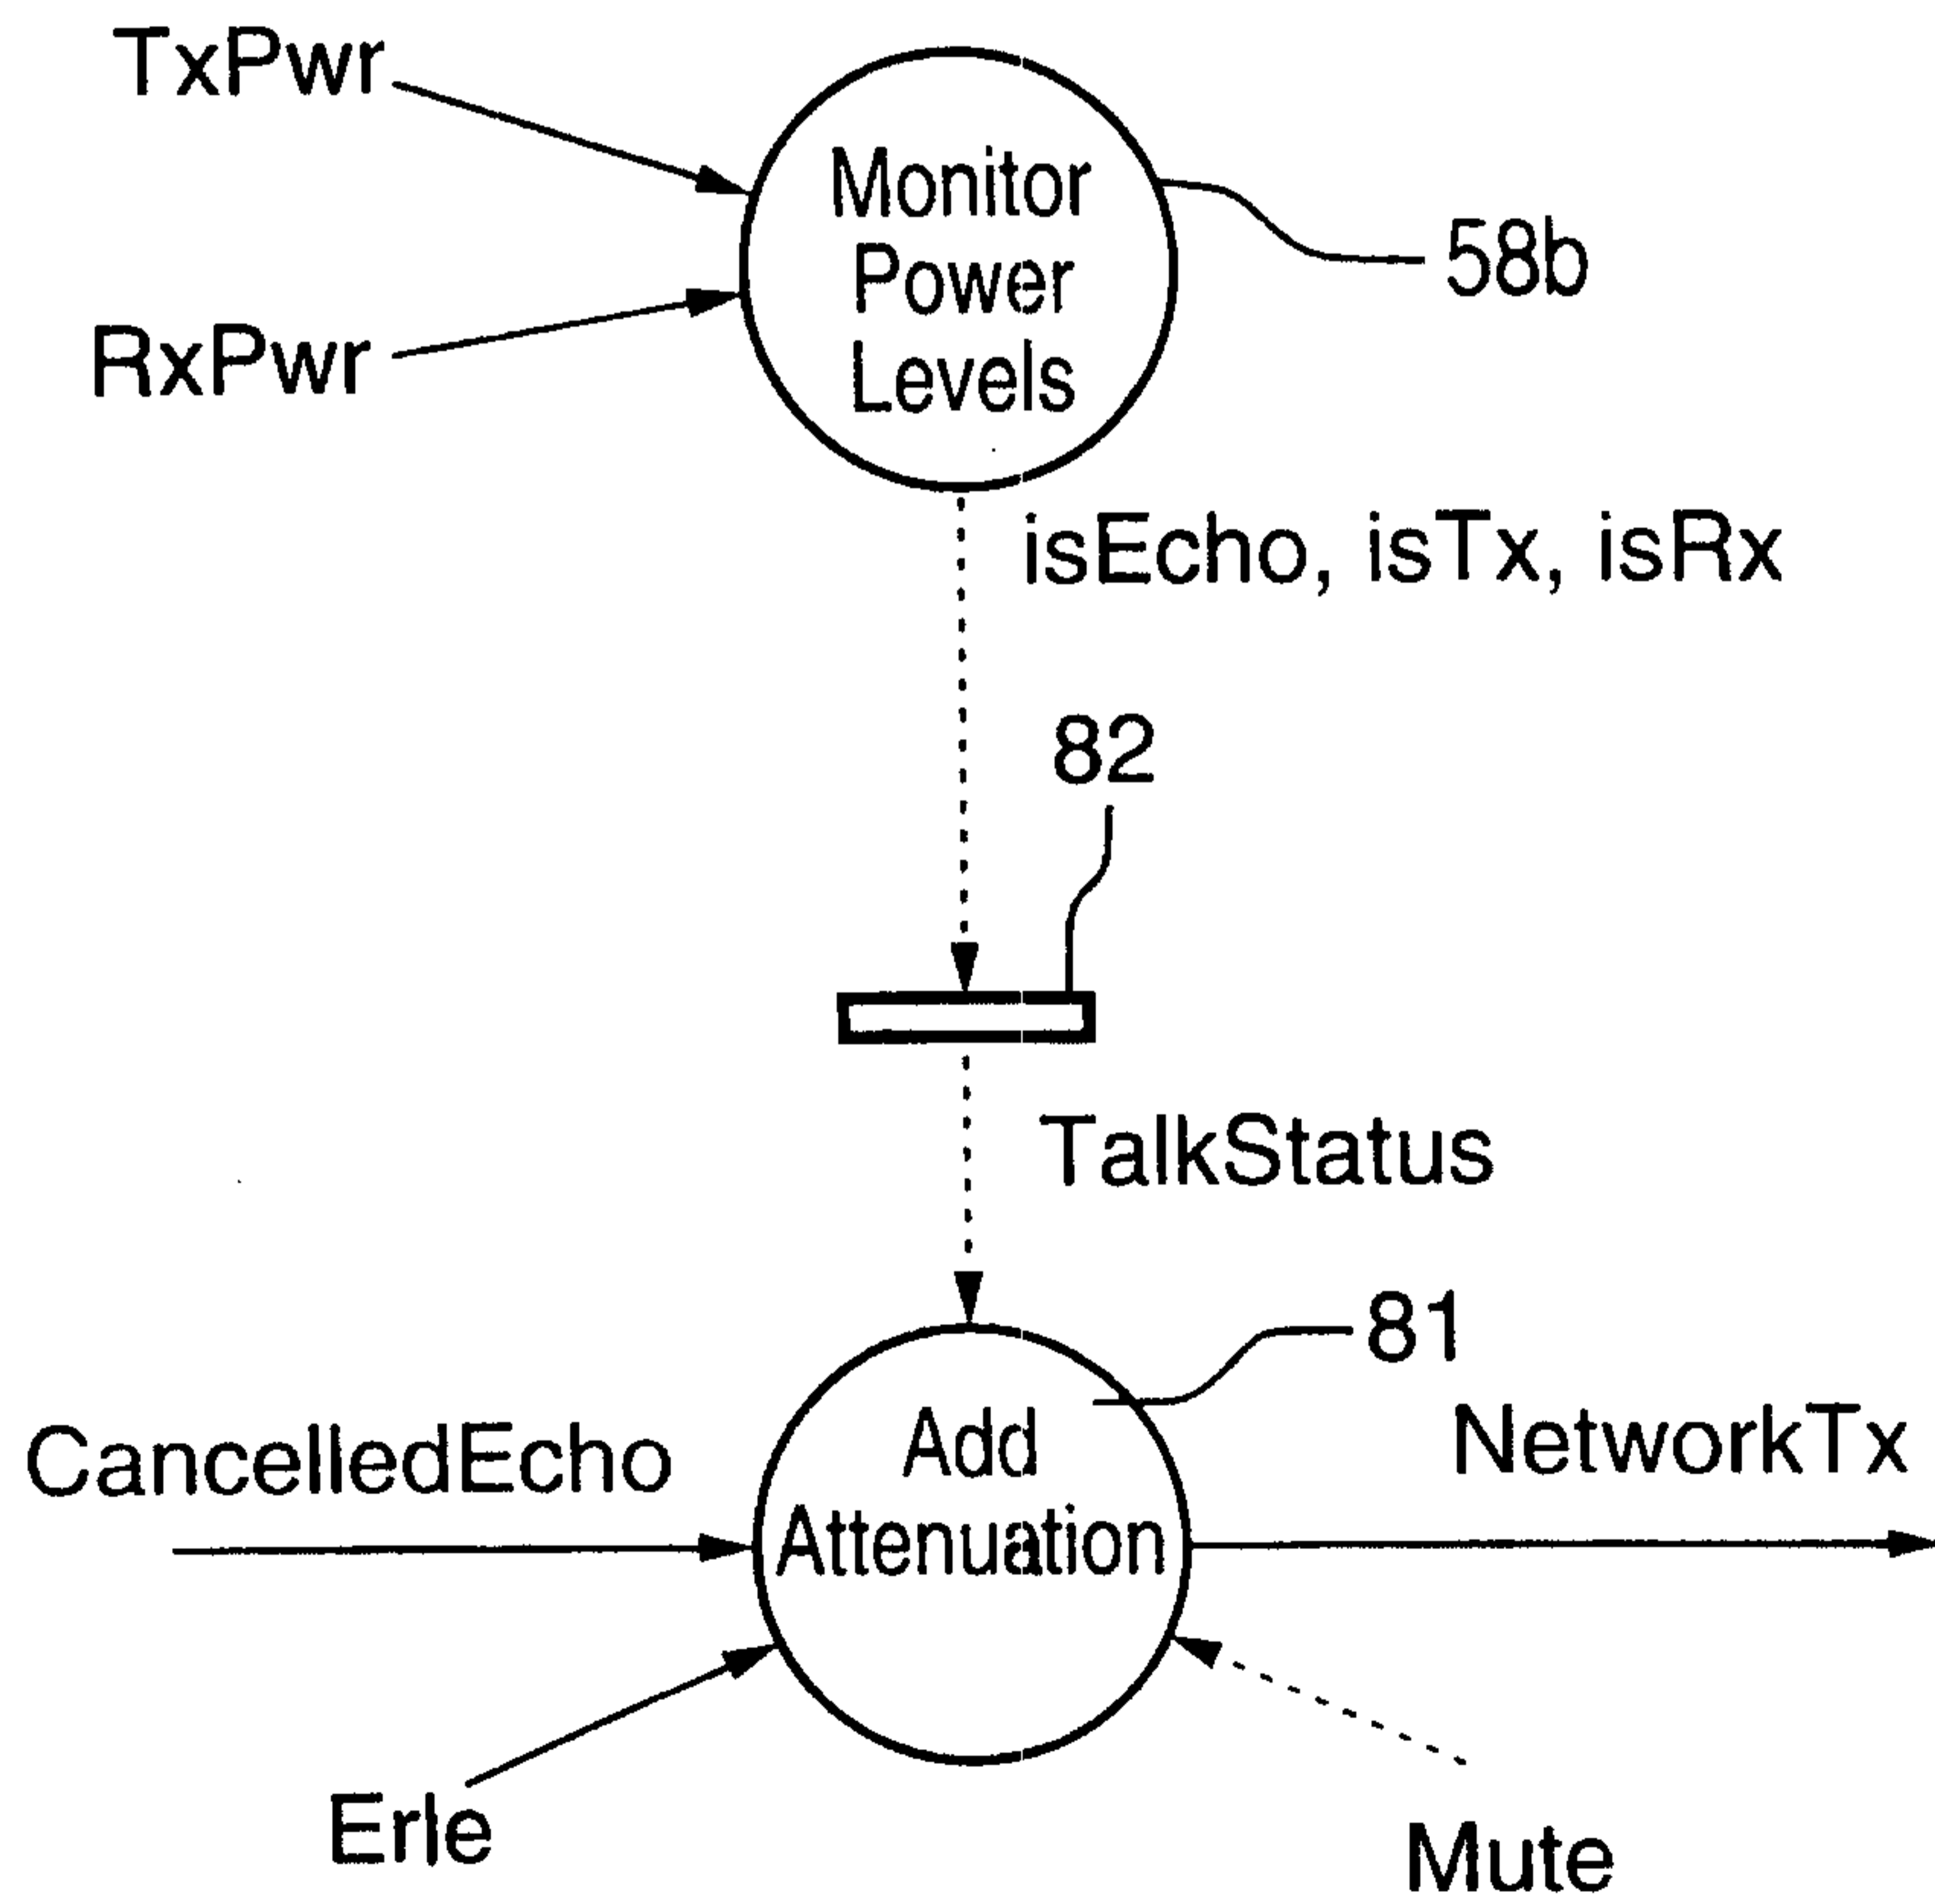 TxPwr
Monitor
Power
Levels
58b
RxPwr
isEcho, isTx, isRx
82
TalkStatus
81
CancelledEcho
Add
Attenuation
NetworkTx
Erle
Mute